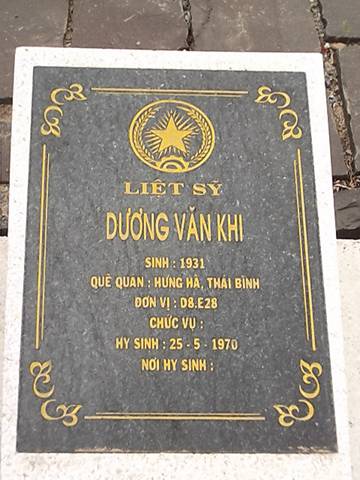 LIỆT SỸ
DƯƠNG VĂN KHI
SINH : 1931
QUÊ QUAN : HƯNG HÀ, THÁI BÌNH
ĐƠN VỊ : D8.E28
CHỨC VỤ :
HY SINH : 25 - 5 - 1970
NƠI HY SINH :